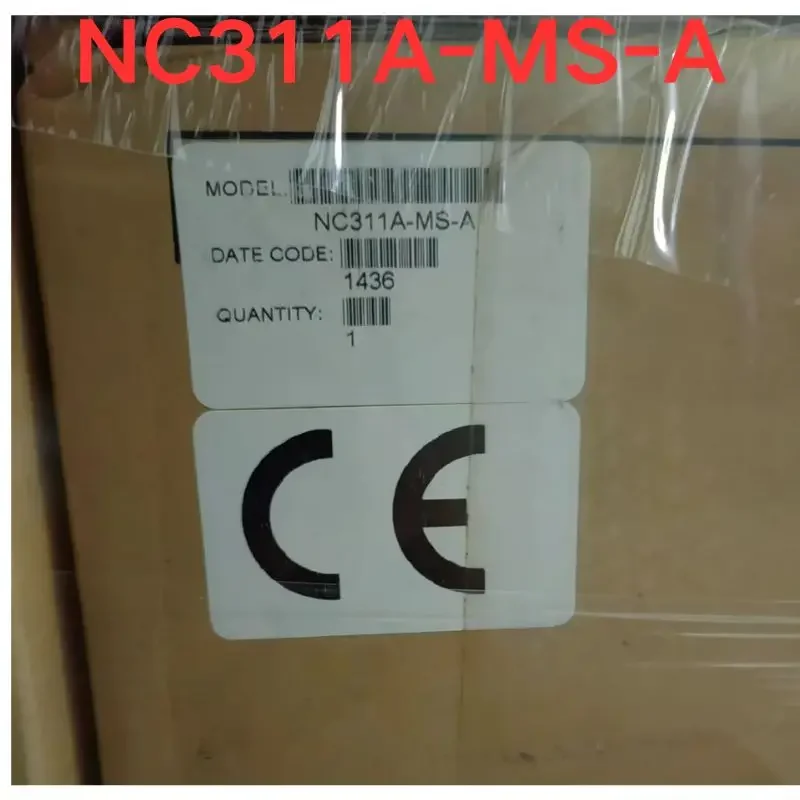 NC311A-MS-A
MODEL:
NC311A-MS-A
DATE CODE:
1436
QUANTITY:
1
CE